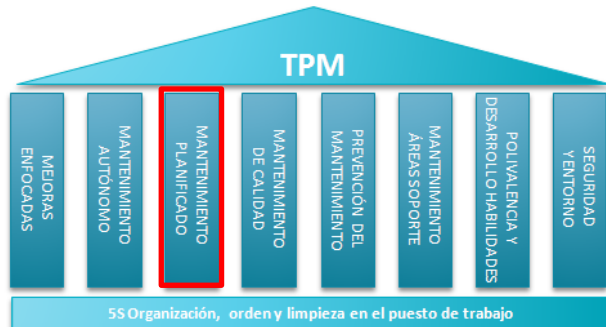 TPM
MEJORAS
ENFOCADAS
MANTENIMIENTO
AUTÓNOMO
MANTENIMIENTO
PLANIFICADO
MANTENIMIENTO
DE CALIDAD
PREVENCIÓN DEL
MANTENIMIENTO
MANTENIMIENTO
ÁREAS SOPORTE
POLIVALENCIA Y
DESARROLLO HABILIDADES
SEGURIDAD
Y ENTORNO
5S Organización, orden y limpieza en el puesto de trabajo